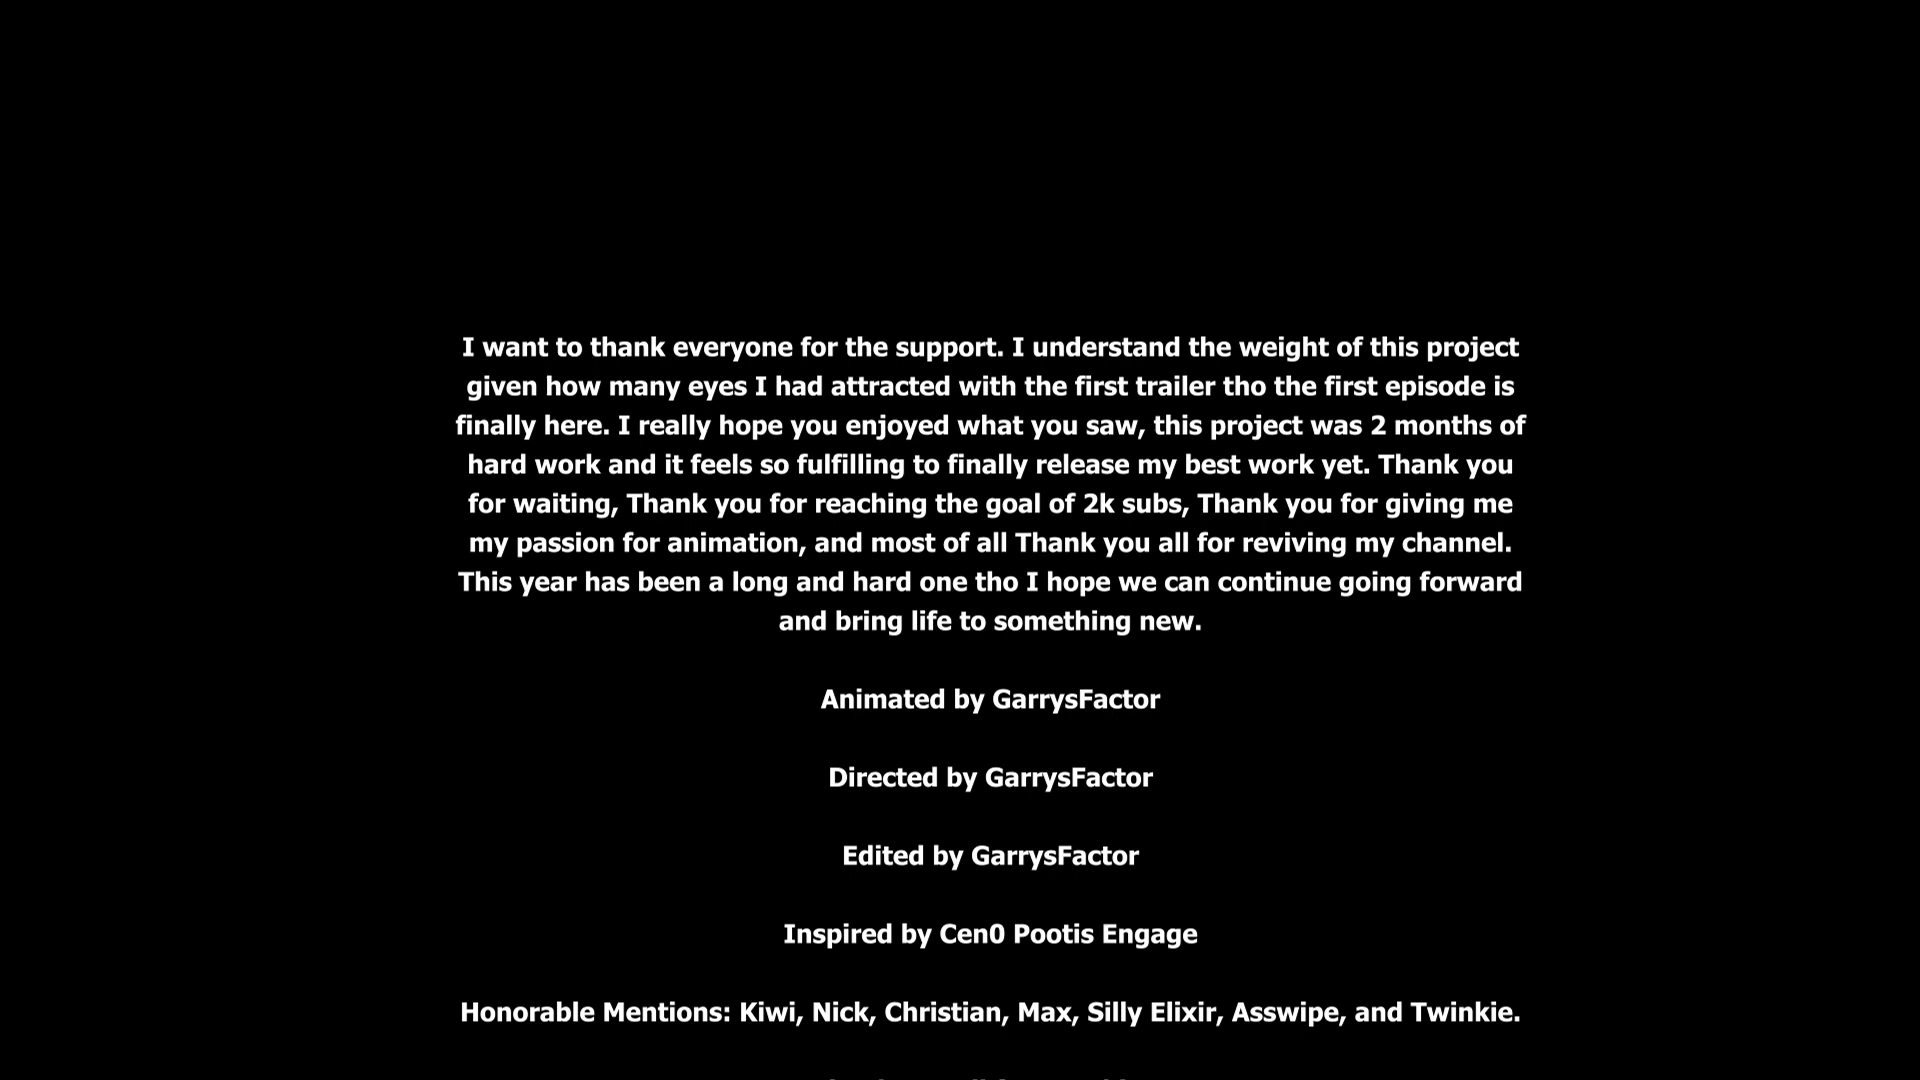 I want to thank everyone for the support. I understand the weight of this project
given how many eyes I had attracted with the first trailer tho the first episode is
finally here. I really hope you enjoyed what you saw, this project was 2 months of
hard work and it feels so fulfilling to finally release my best work yet. Thank you
for waiting, Thank you for reaching the goal of 2k subs, Thank you for giving me
my passion for animation, and most of all Thank you all for reviving my channel.
This year has been a long and hard one tho I hope we can continue going forward
and bring life to something new.
Animated by GarrysFactor
Directed by GarrysFactor
Edited by GarrysFactor
Inspired by Cen0 Pootis Engage
Honorable Mentions: Kiwi, Nick, Christian, Max, Silly Elixir, Asswipe, and Twinkie.